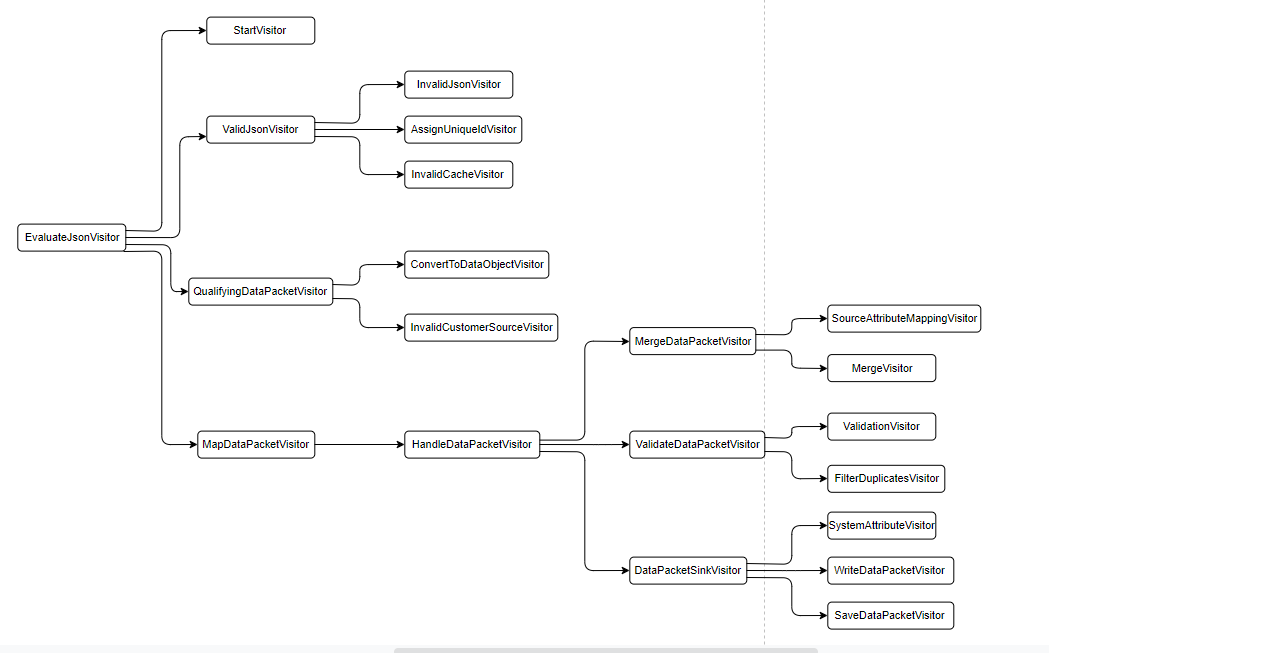 StartVisitor
InvalidJsonVisitor
ValidJsonVisitor
AssignUniqueIdVisitor
InvalidCacheVisitor
EvaluateJsonVisitor
ConvertToDataObjectVisitor
QualifyingDataPacketVisitor
InvalidCustomerSourceVisitor
SourceAttributeMappingVisitor
MergeDataPacketVisitor
MergeVisitor
ValidationVisitor
MapDataPacketVisitor
HandleDataPacketVisitor
ValidateDataPacketVisitor
FilterDuplicatesVisitor
SystemAttributeVisitor
DataPacketSinkVisitor
WriteDataPacketVisitor
SaveDataPacketVisitor